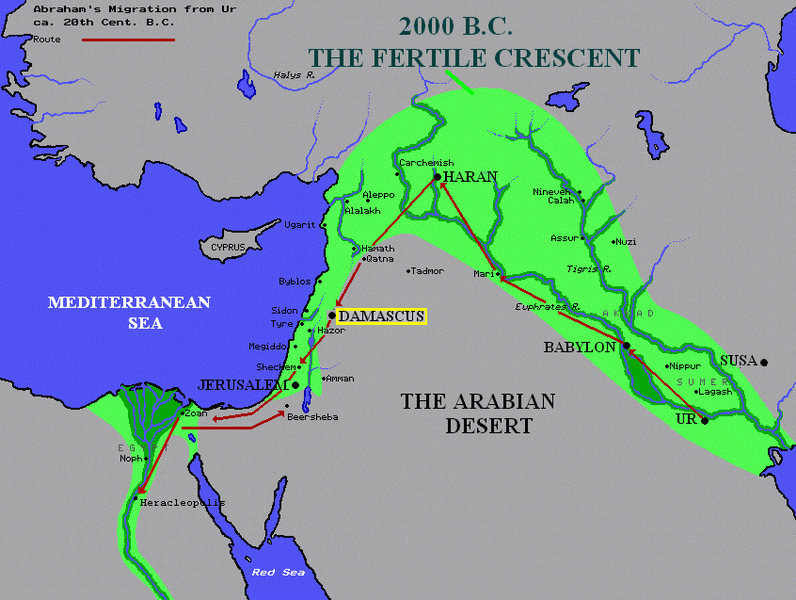 Abraham's Migration from Ur
ca. 20th Cent. B.C.
Route
2000 B.C.
THE FERTILE CRESCENT
Halys R.
Carchemish
HARAN
Aleppo
Alalakh
Nineveh
Calah
Ugarit
CYPRUS
Hamath
Qatna
Assur
Nuzi
Tadmor
Mari
Tigris R.
Byblos
MEDITERRANEAN
SEA
Euphrates R.
AKKAD
Sidon
DAMASCUS
Tyre
Hazor
Megiddo
BABYLON
Shechem
Nippur
SUSA
JERUSALEM
Amman
SUMER
Lagash
THE ARABIAN
DESERT
Zoan
Beersheba
UR
EGYPT
Noph
Heracleopolis
Red Sea